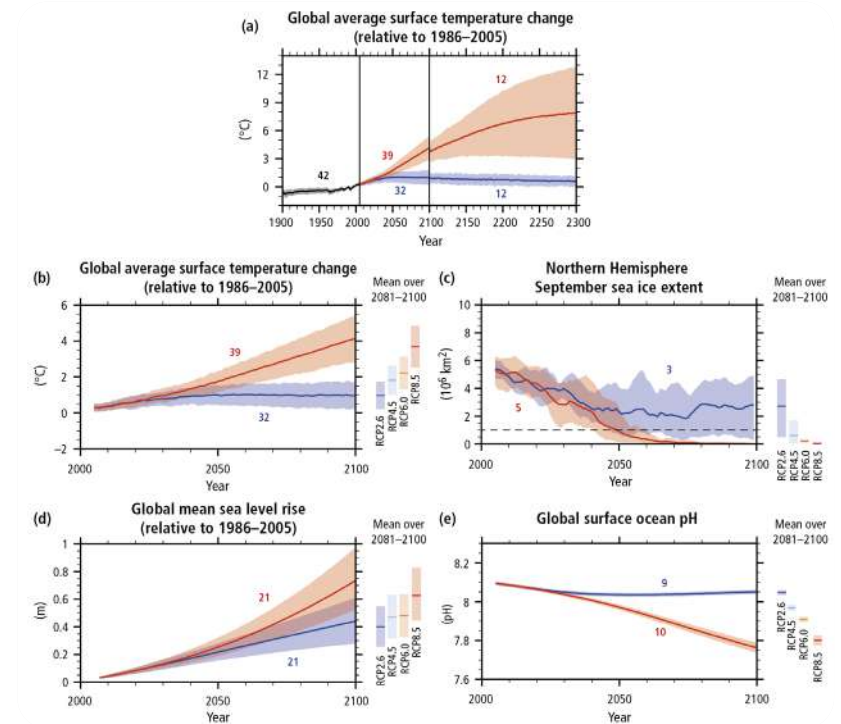 Global average surface temperature change
(relative to 1986–2005)
(a)
(°C)
12
9
6
3
0
42
39
32
12
12
1900 1950 2000 2050 2100 2150 2200 2250 2300
Year
(b)
Global average surface temperature change
(relative to 1986–2005)
Mean over
2081–2100
(°C)
6
4
2
0
−2
39
32
2000 2050 2100
Year
RCP2.6
RCP4.5
RCP6.0
RCP8.5
(c)
Northern Hemisphere
September sea ice extent
Mean over
2081–2100
(10⁶ km²)
10
8
6
4
2
0
3
5
2000 2050 2100
Year
RCP2.6
RCP4.5
RCP6.0
RCP8.5
(d)
Global mean sea level rise
(relative to 1986–2005)
Mean over
2081–2100
(m)
1
0.8
0.6
0.4
0.2
0
21
21
2000 2050 2100
Year
RCP2.6
RCP4.5
RCP6.0
RCP8.5
(e)
Global surface ocean pH
Mean over
2081–2100
(pH)
8.2
8.0
7.8
7.6
9
10
2000 2050 2100
Year
RCP2.6
RCP4.5
RCP6.0
RCP8.5